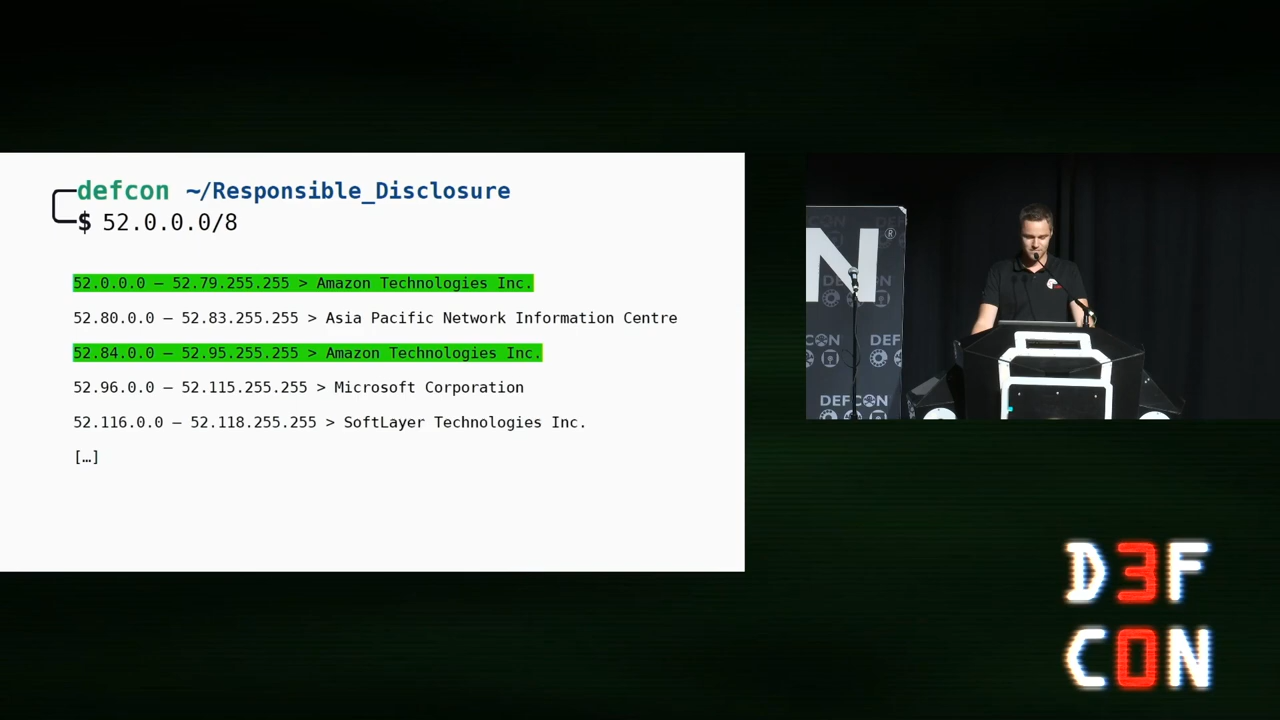 defcon ~/Responsible_Disclosure
$ 52.0.0.0/8
52.0.0.0 – 52.79.255.255 > Amazon Technologies Inc.
52.80.0.0 – 52.83.255.255 > Asia Pacific Network Information Centre
52.84.0.0 – 52.95.255.255 > Amazon Technologies Inc.
52.96.0.0 – 52.115.255.255 > Microsoft Corporation
52.116.0.0 – 52.118.255.255 > SoftLayer Technologies Inc.
[…]
N®
DEFCON
D3F
CON